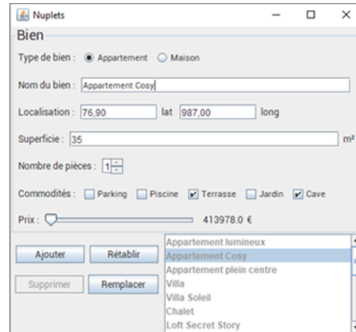 Nuplets
Bien
Type de bien : Appartement Maison
Nom du bien : Appartement Cosy
Localisation : 76,90 lat 987,00 long
Superficie : 35 m²
Nombre de pièces : 1
Commodités : Parking Piscine Terrasse Jardin Cave
Prix : 413978.0 €
Ajouter Rétablir
Supprimer Remplacer
Appartement lumineux
Appartement Cosy
Appartement plein centre
Villa
Villa Soleil
Chalet
Loft Secret Story